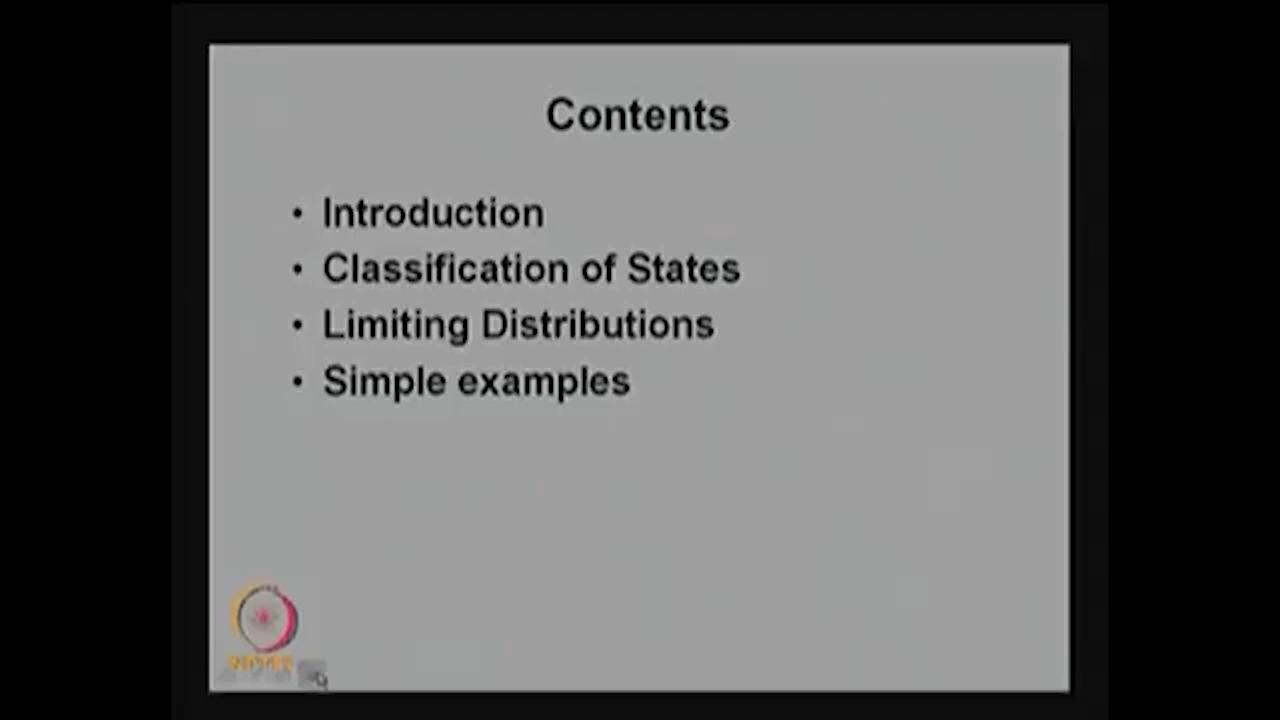 Contents
• Introduction
• Classification of States
• Limiting Distributions
• Simple examples